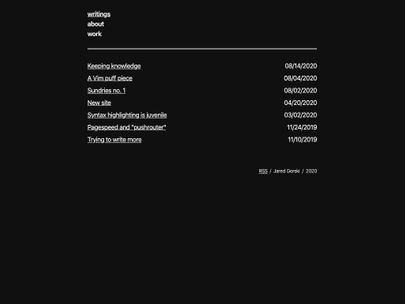 writings
about
work
Keeping knowledge 08/14/2020
A Vim puff piece 08/04/2020
Sundries no. 1 08/02/2020
New site 04/20/2020
Syntax highlighting is juvenile 03/02/2020
Pagespeed and "pushrouter" 11/24/2019
Trying to write more 11/10/2019
RSS / Jared Gorski / 2020